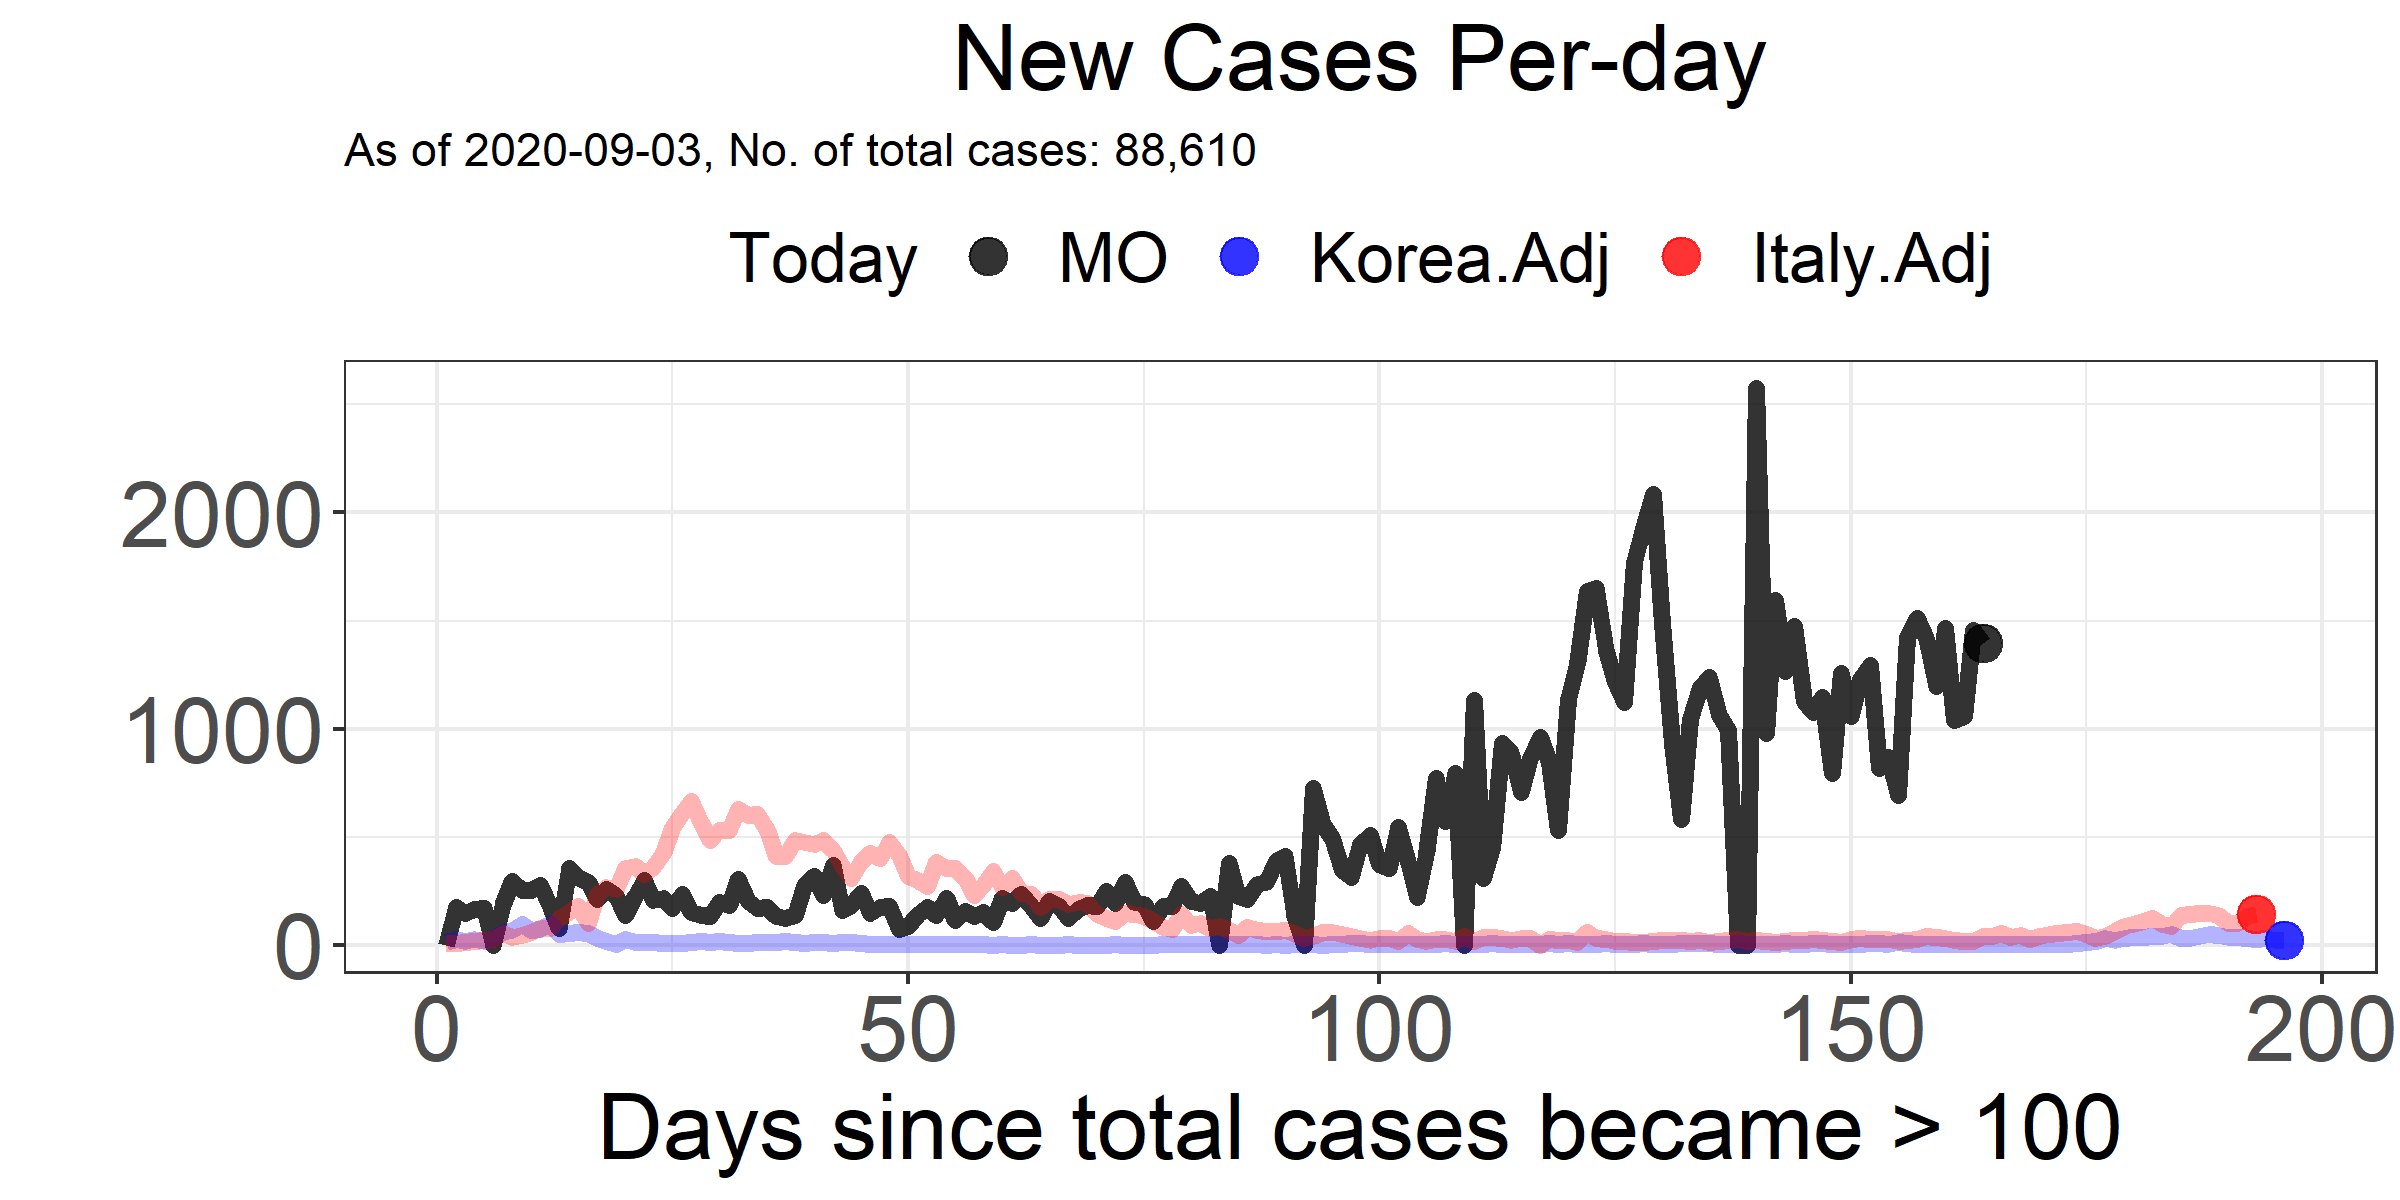 New Cases Per-day
As of 2020-09-03, No. of total cases: 88,610
Today MO Korea.Adj Italy.Adj
2000
1000
0
0 50 100 150 200
Days since total cases became > 100